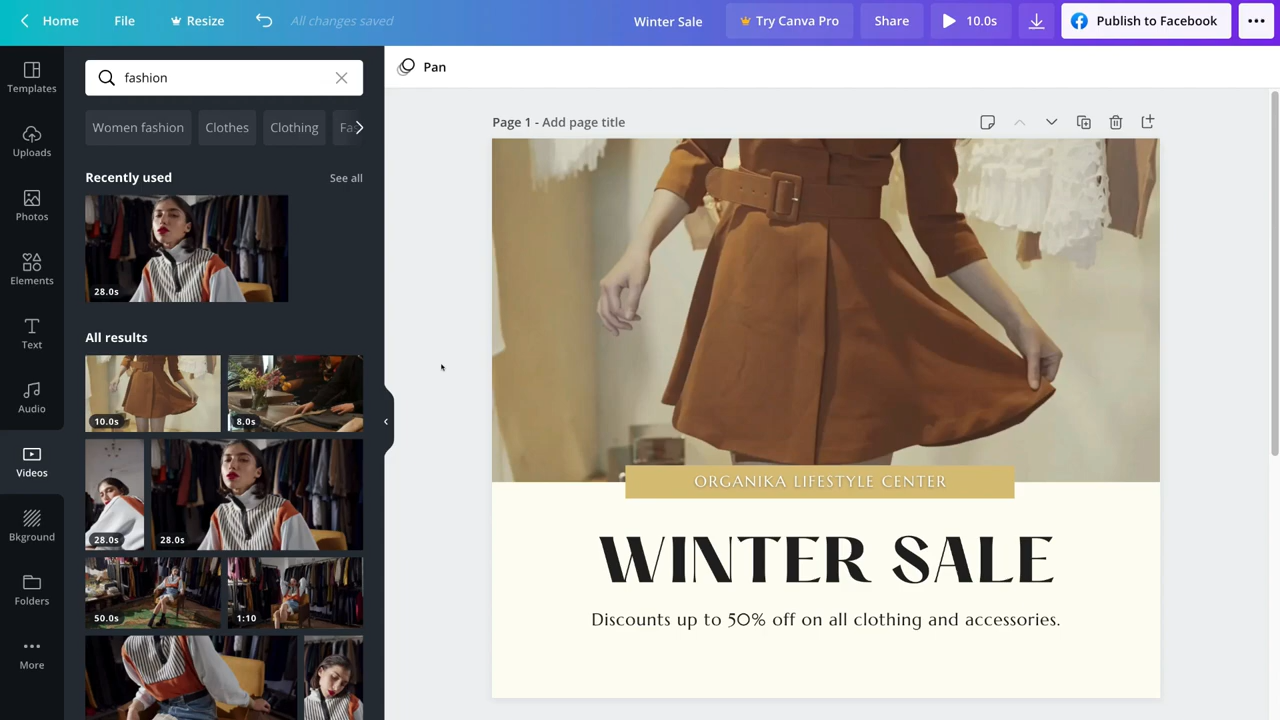 Home
File
Resize
All changes saved
Winter Sale
Try Canva Pro
Share
10.0s
Publish to Facebook
Templates
Uploads
Photos
Elements
Text
Audio
Videos
Bkground
Folders
More
fashion
Women fashion
Clothes
Clothing
Recently used
See all
28.0s
All results
10.0s
8.0s
28.0s
28.0s
50.0s
1:10
Pan
Page 1 - Add page title
ORGANIKA LIFESTYLE CENTER
WINTER SALE
Discounts up to 50% off on all clothing and accessories.